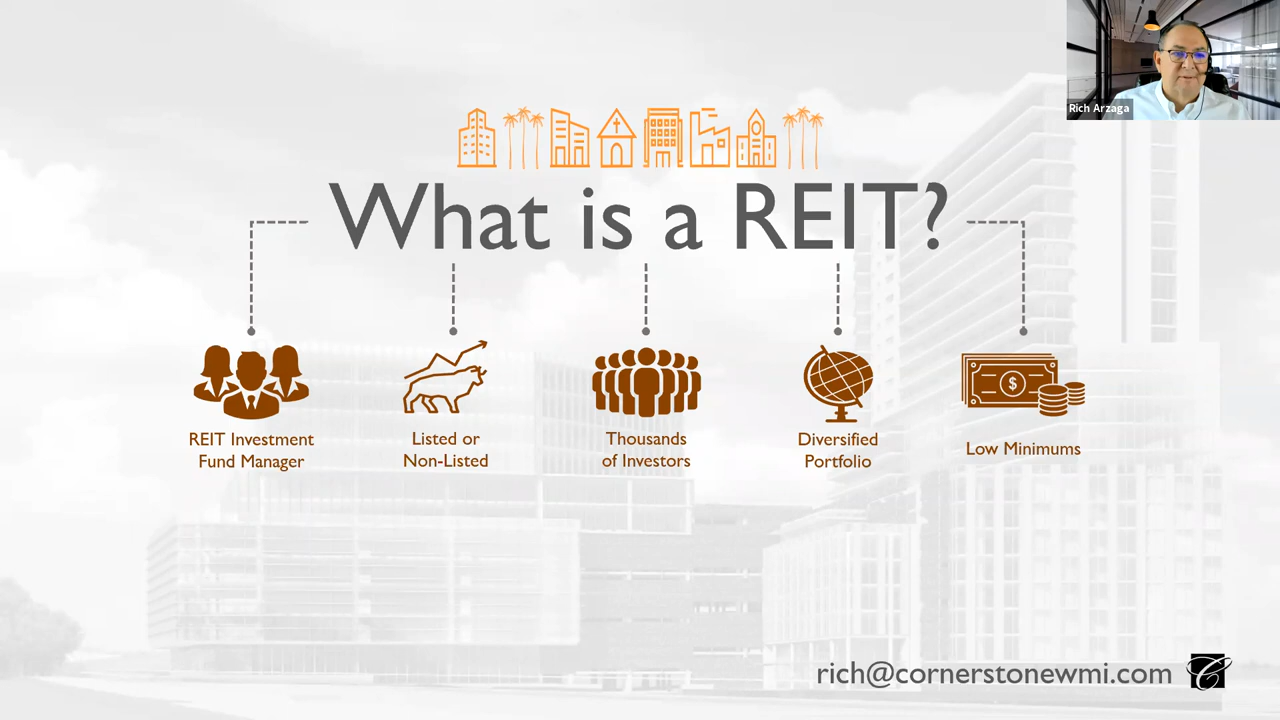 Rich Arzaga
What is a REIT?
REIT Investment
Fund Manager
Listed or
Non-Listed
Thousands
of Investors
Diversified
Portfolio
$
Low Minimums
rich@cornerstonewmi.com
C